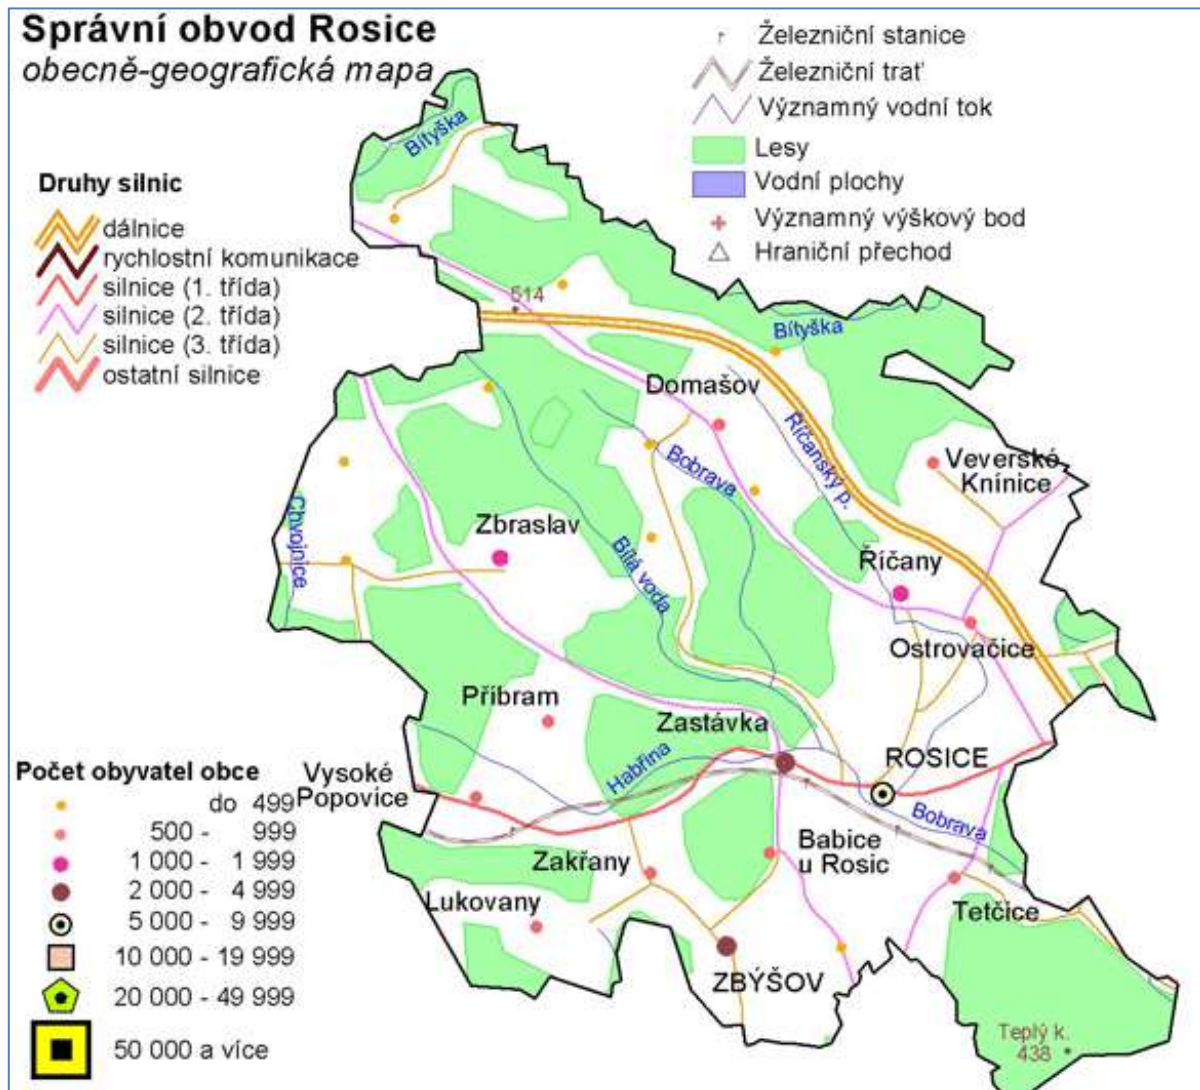 Správní obvod Rosice
obecně-geografická mapa
Železniční stanice
Železniční trať
Významný vodní tok
Lesy
Vodní plochy
Významný výškový bod
Hraniční přechod
Druhy silnic
dálnice
rychlostní komunikace
silnice (1. třída)
silnice (2. třída)
silnice (3. třída)
ostatní silnice
Bítyška
514
Bítyška
Domašov
Říčanský p.
Bobrava
Veverské
Knínice
Chvojnice
Zbraslav
Bílá voda
Říčany
Ostrovačice
Příbram
Zastávka
Habřina
ROSICE
Vysoké
Popovice
Bobrava
Babice
u Rosic
Zakřany
Lukovany
Tetčice
ZBÝŠOV
Teplý k.
438
Počet obyvatel obce
do 499
500 - 999
1 000 - 1 999
2 000 - 4 999
5 000 - 9 999
10 000 - 19 999
20 000 - 49 999
50 000 a více